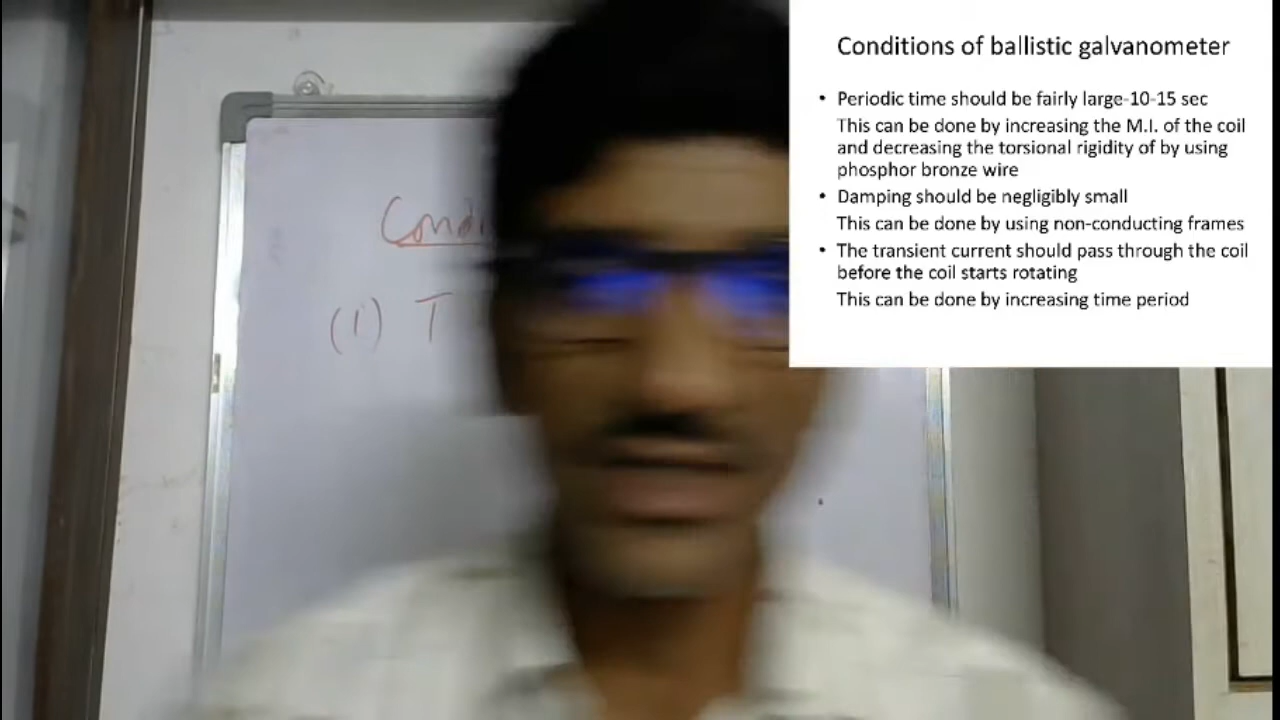 Conditions of ballistic galvanometer
• Periodic time should be fairly large-10-15 sec
This can be done by increasing the M.I. of the coil
and decreasing the torsional rigidity of by using
phosphor bronze wire
• Damping should be negligibly small
This can be done by using non-conducting frames
• The transient current should pass through the coil
before the coil starts rotating
This can be done by increasing time period
Condi
(i) T